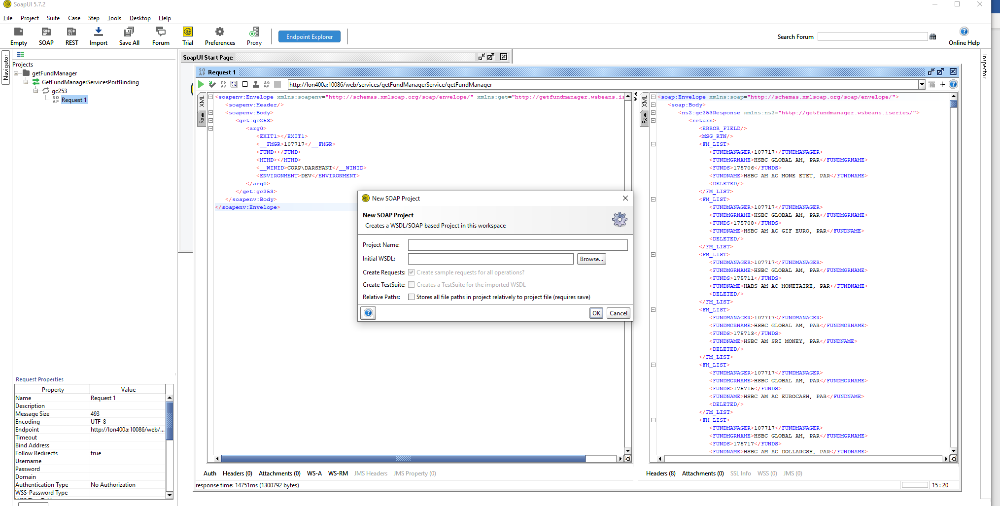 SoapUI 5.7.2
File Project Suite Case Step Tools Desktop Help
Empty SOAP REST Import Save All Forum Trial Preferences Proxy
Endpoint Explorer
Search Forum
Online Help
Navigator
Projects
getFundManager
GetFundManagerServicesPortBinding
gc253
Request 1
SoapUI Start Page
Request 1
http://lon400a:10086/web/services/getFundManagerService/getFundManager
XML
Raw
<soapenv:Envelope xmlns:soapenv="http://schemas.xmlsoap.org/soap/envelope/" xmlns:get="http://getfundmanager.wsbeans.is
<soapenv:Header/>
<soapenv:Body>
<get:gc253>
<arg0>
<EXIT1></EXIT1>
<__FMGR>107717</__FMGR>
<FUND></FUND>
<MTHD></MTHD>
<__WINID>CORP\DARSHANI</__WINID>
<ENVIRONMENT>DEV</ENVIRONMENT>
</arg0>
</get:gc253>
</soapenv:Body>
</soapenv:Envelope>
New SOAP Project
New SOAP Project
Creates a WSDL/SOAP based Project in this workspace
Project Name:
Initial WSDL: Browse...
Create Requests: Create sample requests for all operations?
Create TestSuite: Creates a TestSuite for the imported WSDL
Relative Paths: Stores all file paths in project relatively to project file (requires save)
OK Cancel
XML
Raw
<soap:Envelope xmlns:soap="http://schemas.xmlsoap.org/soap/envelope/">
<soap:Body>
<ns2:gc253Response xmlns:ns2="http://getfundmanager.wsbeans.iseries/">
<return>
<ERROR_FIELD/>
<MSG_RTN/>
<FM_LIST>
<FUNDMANAGER>107717</FUNDMANAGER>
<FUNDMGRNAME>HSBC GLOBAL AM, PAR</FUNDMGRNAME>
<FUNDS>175706</FUNDS>
<FUNDNAME>HSBC AM AC MONE ETET, PAR</FUNDNAME>
<DELETED/>
</FM_LIST>
<FM_LIST>
<FUNDMANAGER>107717</FUNDMANAGER>
<FUNDMGRNAME>HSBC GLOBAL AM, PAR</FUNDMGRNAME>
<FUNDS>175708</FUNDS>
<FUNDNAME>HSBC AM AC GIF EURO, PAR</FUNDNAME>
<DELETED/>
</FM_LIST>
<FM_LIST>
<FUNDMANAGER>107717</FUNDMANAGER>
<FUNDMGRNAME>HSBC GLOBAL AM, PAR</FUNDMGRNAME>
<FUNDS>175711</FUNDS>
<FUNDNAME>HABS AM AC MONETAIRE, PAR</FUNDNAME>
<DELETED/>
</FM_LIST>
<FM_LIST>
<FUNDMANAGER>107717</FUNDMANAGER>
<FUNDMGRNAME>HSBC GLOBAL AM, PAR</FUNDMGRNAME>
<FUNDS>175713</FUNDS>
<FUNDNAME>HSBC AM SRI MONEY, PAR</FUNDNAME>
<DELETED/>
</FM_LIST>
<FM_LIST>
<FUNDMANAGER>107717</FUNDMANAGER>
<FUNDMGRNAME>HSBC GLOBAL AM, PAR</FUNDMGRNAME>
<FUNDS>175715</FUNDS>
<FUNDNAME>HSBC AM AC EUROCASH, PAR</FUNDNAME>
<DELETED/>
</FM_LIST>
<FM_LIST>
<FUNDMANAGER>107717</FUNDMANAGER>
<FUNDMGRNAME>HSBC GLOBAL AM, PAR</FUNDMGRNAME>
<FUNDS>175717</FUNDS>
<FUNDNAME>HSBC AM AC DOLLARCSH, PAR</FUNDNAME>
Inspector
Request Properties
Property Value
Name Request 1
Description
Message Size 493
Encoding UTF-8
Endpoint http://lon400a:10086/web/...
Timeout
Bind Address
Follow Redirects true
Username
Password
Domain
Authentication Type No Authorization
WSS-Password Type
Auth Headers (0) Attachments (0) WS-A WS-RM JMS Headers JMS Property (0)
Headers (8) Attachments (0) SSL Info WSS (0) JMS (0)
response time: 14751ms (1300792 bytes)
15 : 20